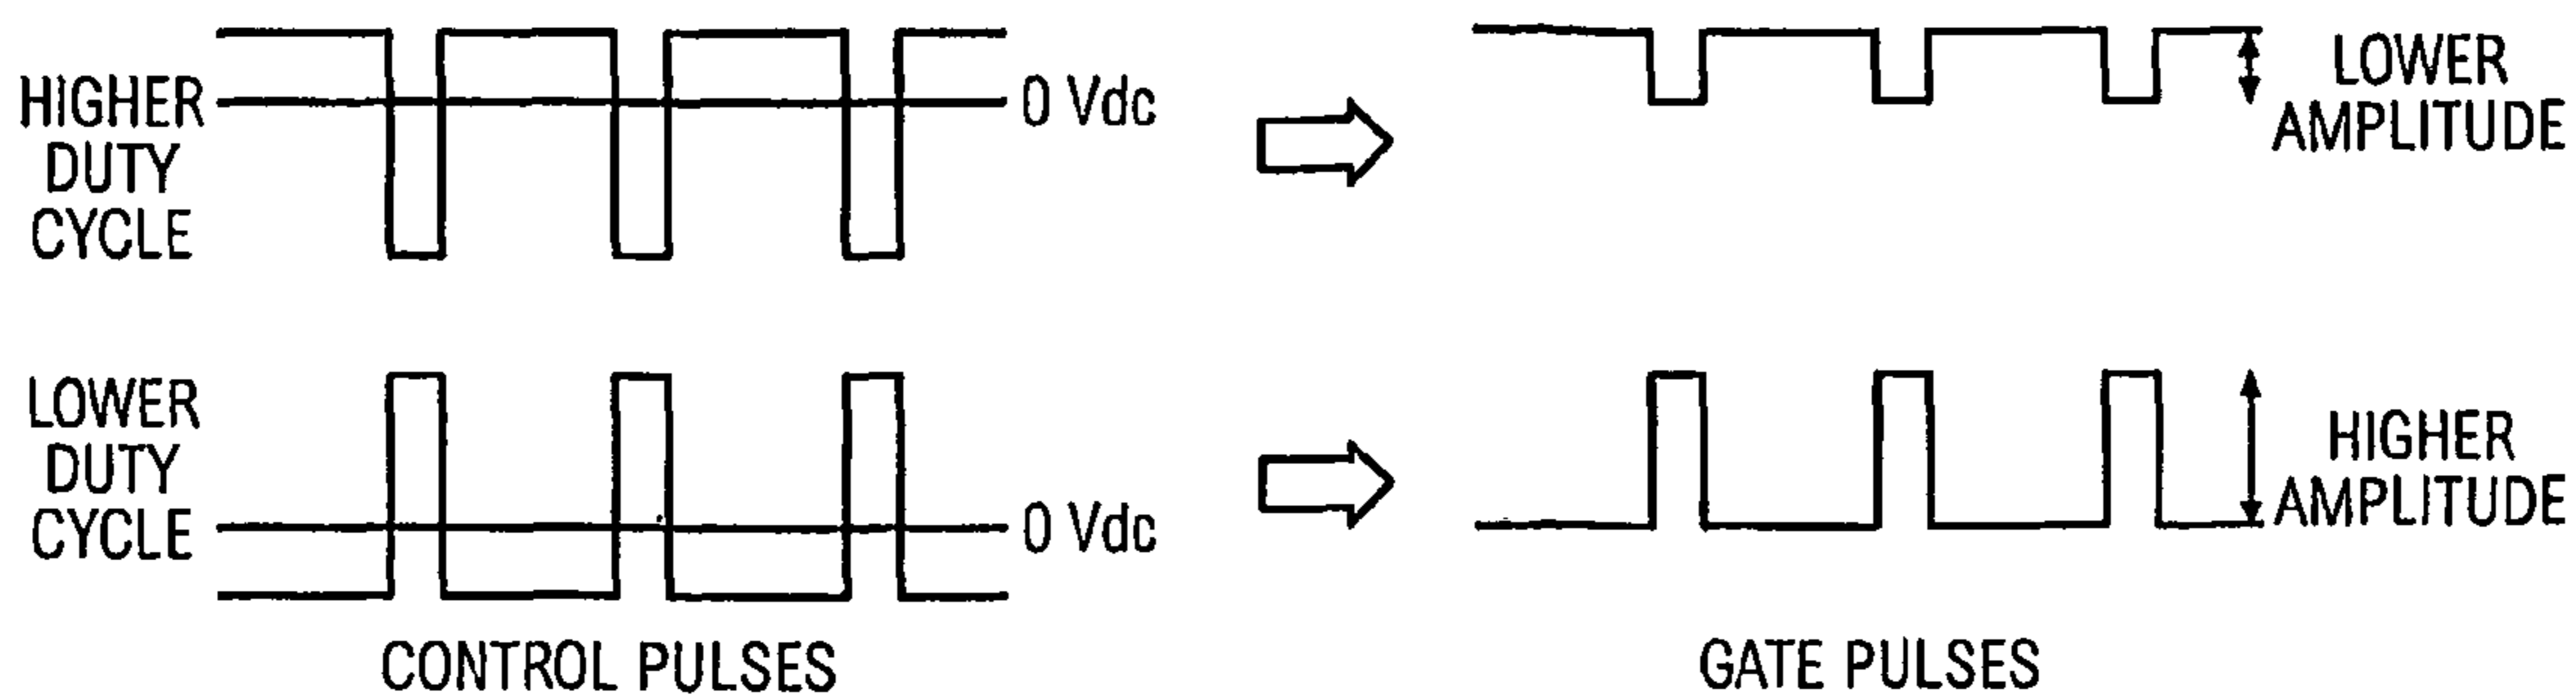 HIGHER
DUTY
CYCLE
0 Vdc
LOWER
AMPLITUDE
LOWER
DUTY
CYCLE
0 Vdc
HIGHER
AMPLITUDE
CONTROL PULSES
GATE PULSES